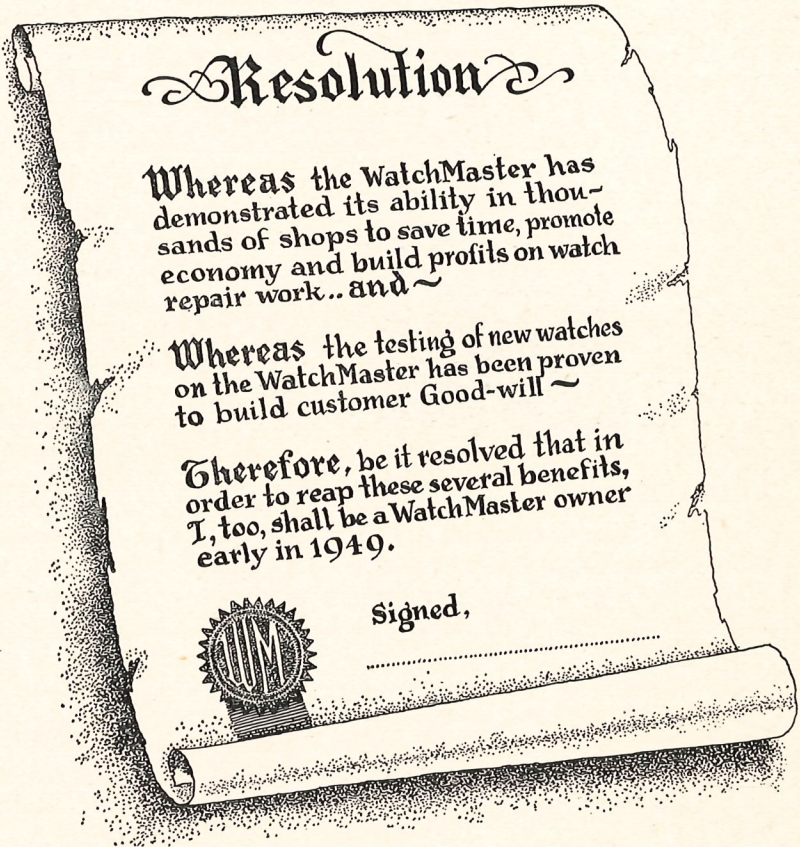 Resolution
Whereas the WatchMaster has
demonstrated its ability in thou~
sands of shops to save time, promote
economy and build profits on watch
repair work.. and~
Whereas the testing of new watches
on the WatchMaster has been proven
to build customer Good-will ~
Therefore, be it resolved that in
order to reap these several benefits,
I, too, shall be a WatchMaster owner
early in 1949.
Signed,
WM